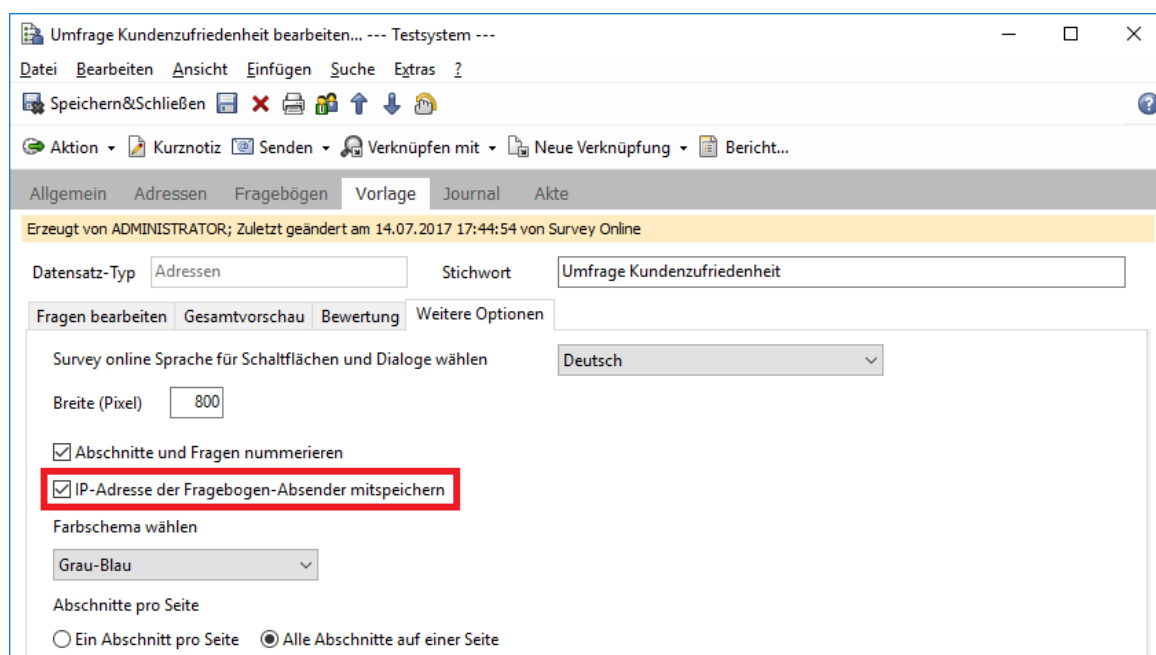 Umfrage Kundenzufriedenheit bearbeiten... --- Testsystem ---
Datei Bearbeiten Ansicht Einfügen Suche Extras ?
Speichern&Schließen
Aktion Kurznotiz Senden Verknüpfen mit Neue Verknüpfung Bericht...
Allgemein Adressen Fragebögen Vorlage Journal Akte
Erzeugt von ADMINISTRATOR; Zuletzt geändert am 14.07.2017 17:44:54 von Survey Online
Datensatz-Typ Adressen Stichwort Umfrage Kundenzufriedenheit
Fragen bearbeiten Gesamtvorschau Bewertung Weitere Optionen
Survey online Sprache für Schaltflächen und Dialoge wählen Deutsch
Breite (Pixel) 800
Abschnitte und Fragen nummerieren
IP-Adresse der Fragebogen-Absender mitspeichern
Farbschema wählen
Grau-Blau
Abschnitte pro Seite
Ein Abschnitt pro Seite Alle Abschnitte auf einer Seite